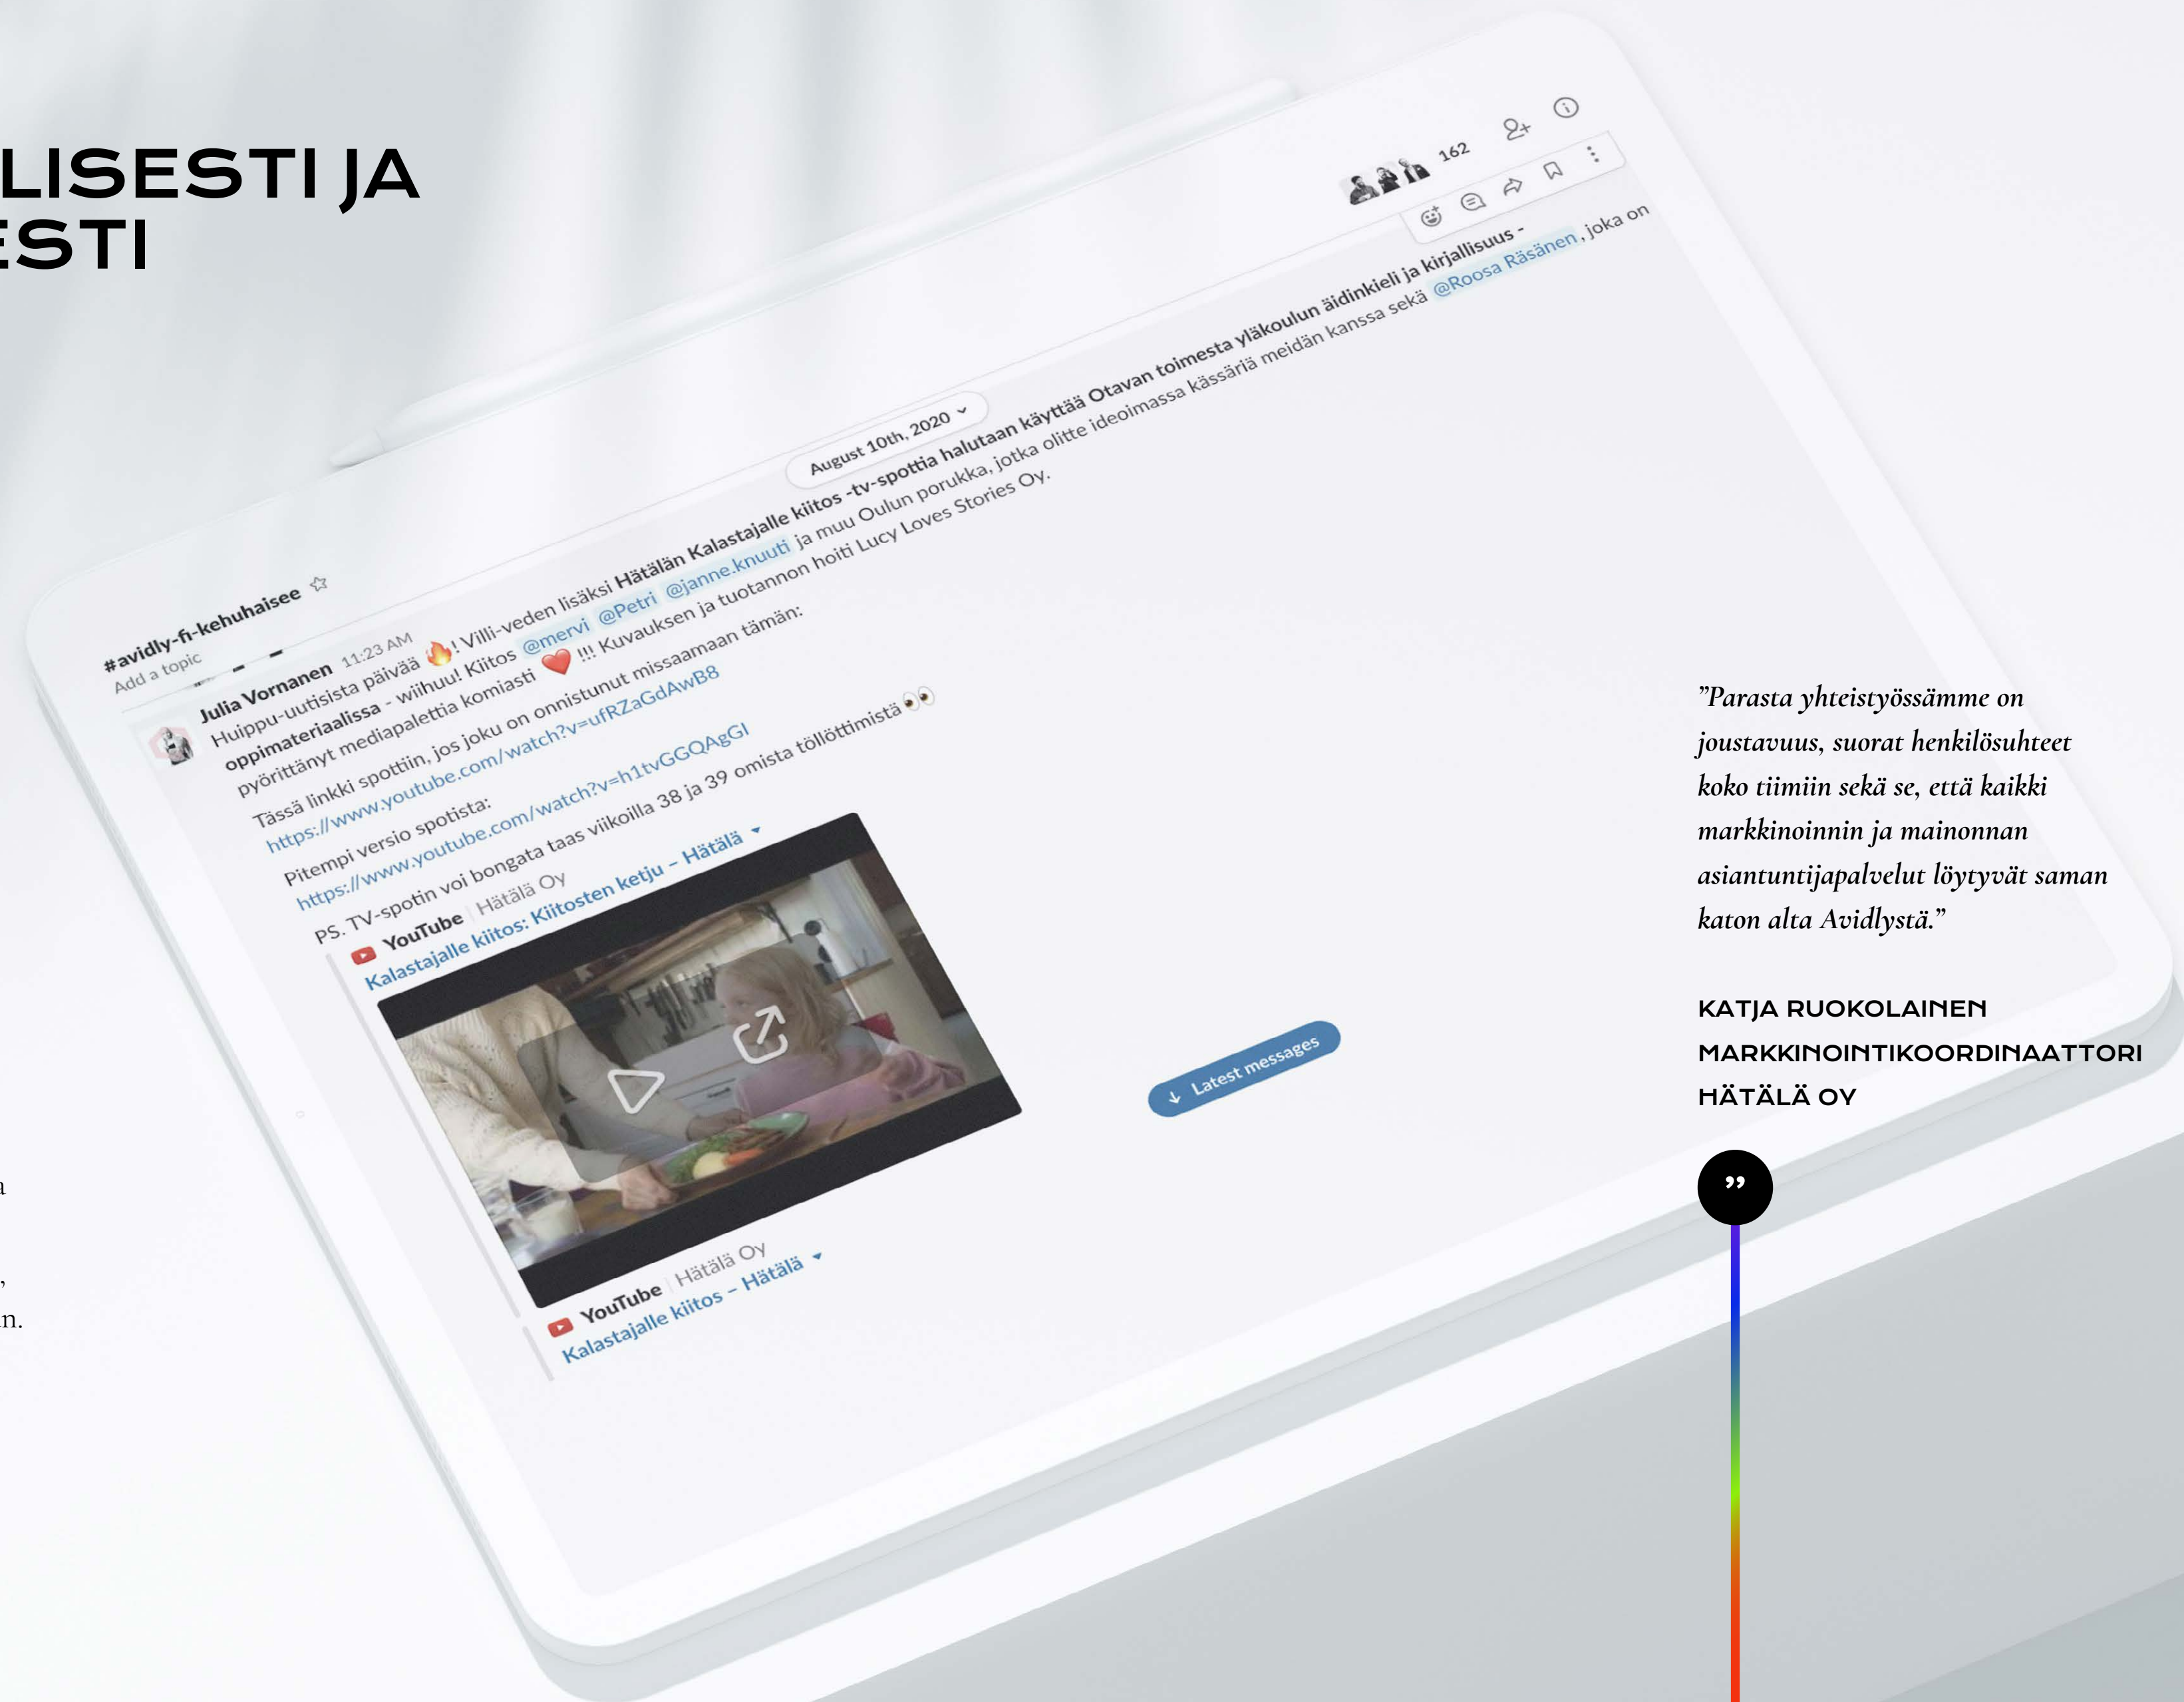 LISESTI JA
ESTI
#avidly-fi-kehuhaisee
Add a topic
162
August 10th, 2020
Julia Vornanen 11:23 AM
Huippu-uutisista päivää 🔥! Villi-veden lisäksi Hätälän Kalastajalle kiitos -tv-spottia halutaan käyttää Otavan toimesta yläkoulun äidinkieli ja kirjallisuus -
oppimateriaalissa - wiihuu! Kiitos @mervi @Petri @janne.knuuti ja muu Oulun porukka, jotka olitte ideoimassa kässäriä meidän kanssa sekä @Roosa Räsänen, joka on
pyörittänyt mediapalettia komiasti ❤️ !!! Kuvauksen ja tuotannon hoiti Lucy Loves Stories Oy.
Tässä linkki spottiin, jos joku on onnistunut missaamaan tämän:
https://www.youtube.com/watch?v=ufRZaGdAwB8
Pitempi versio spotista:
https://www.youtube.com/watch?v=h1tvGGQAgGI
PS. TV-spotin voi bongata taas viikoilla 38 ja 39 omista töllöttimistä 👀
YouTube | Hätälä Oy
Kalastajalle kiitos: Kiitosten ketju – Hätälä
Latest messages
YouTube | Hätälä Oy
Kalastajalle kiitos – Hätälä
a
,
n.
”Parasta yhteistyössämme on
joustavuus, suorat henkilösuhteet
koko tiimiin sekä se, että kaikki
markkinoinnin ja mainonnan
asiantuntijapalvelut löytyvät saman
katon alta Avidlystä.”
KATJA RUOKOLAINEN
MARKKINOINTIKOORDINAATTORI
HÄTÄLÄ OY
”